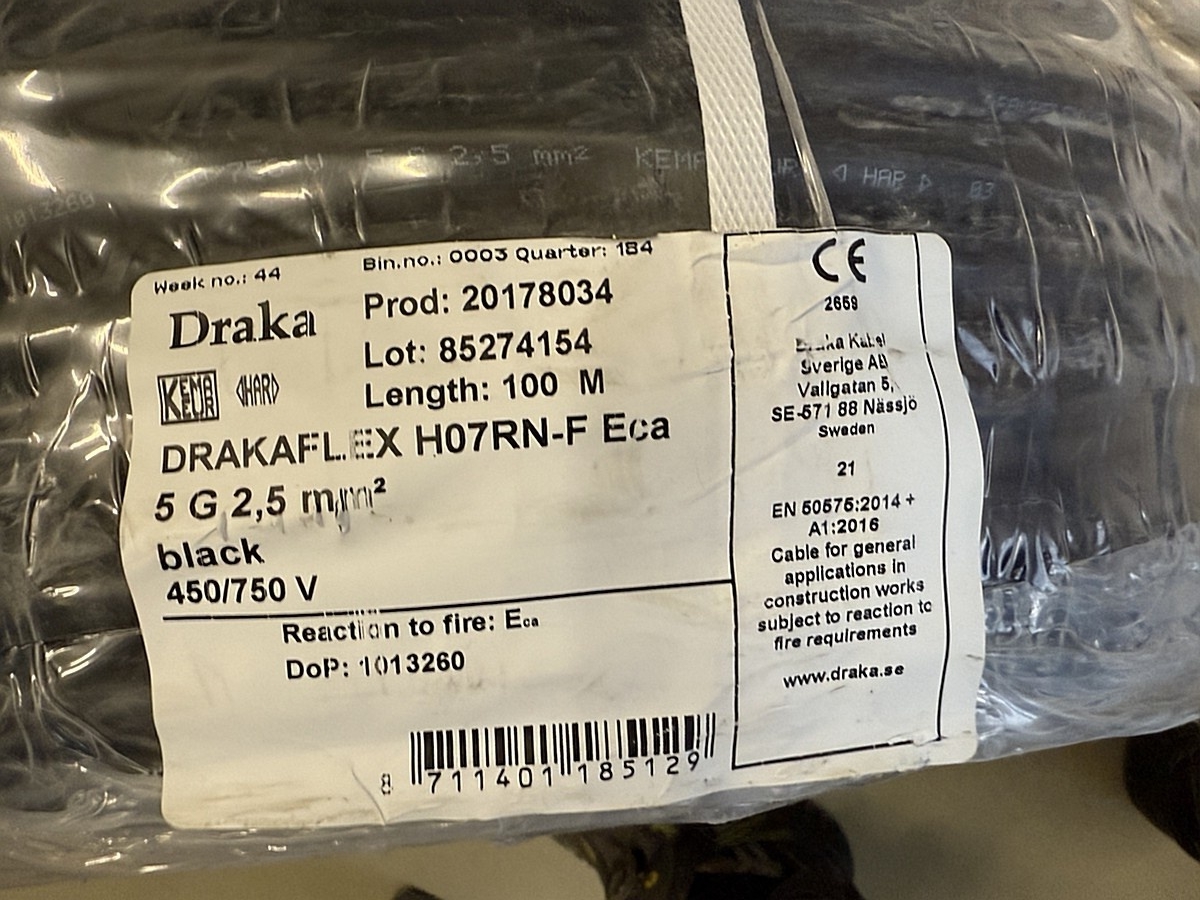 5 G 2,5 mm² KEMA HAR 03
1013260
Week no.: 44
Bin.no.: 0003 Quarter: 184
Draka
Prod: 20178034
Lot: 85274154
KEMA KEUR
HAR
Length: 100 M
DRAKAFLEX H07RN-F Eca
5 G 2,5 mm²
black
450/750 V
Reaction to fire: Eca
DoP: 1013260
8 711401 185129
CE
2659
Draka Kabel
Sverige AB
Vallgatan 5,
SE-571 88 Nässjö
Sweden
21
EN 50575:2014 +
A1:2016
Cable for general
applications in
construction works
subject to reaction to
fire requirements
www.draka.se